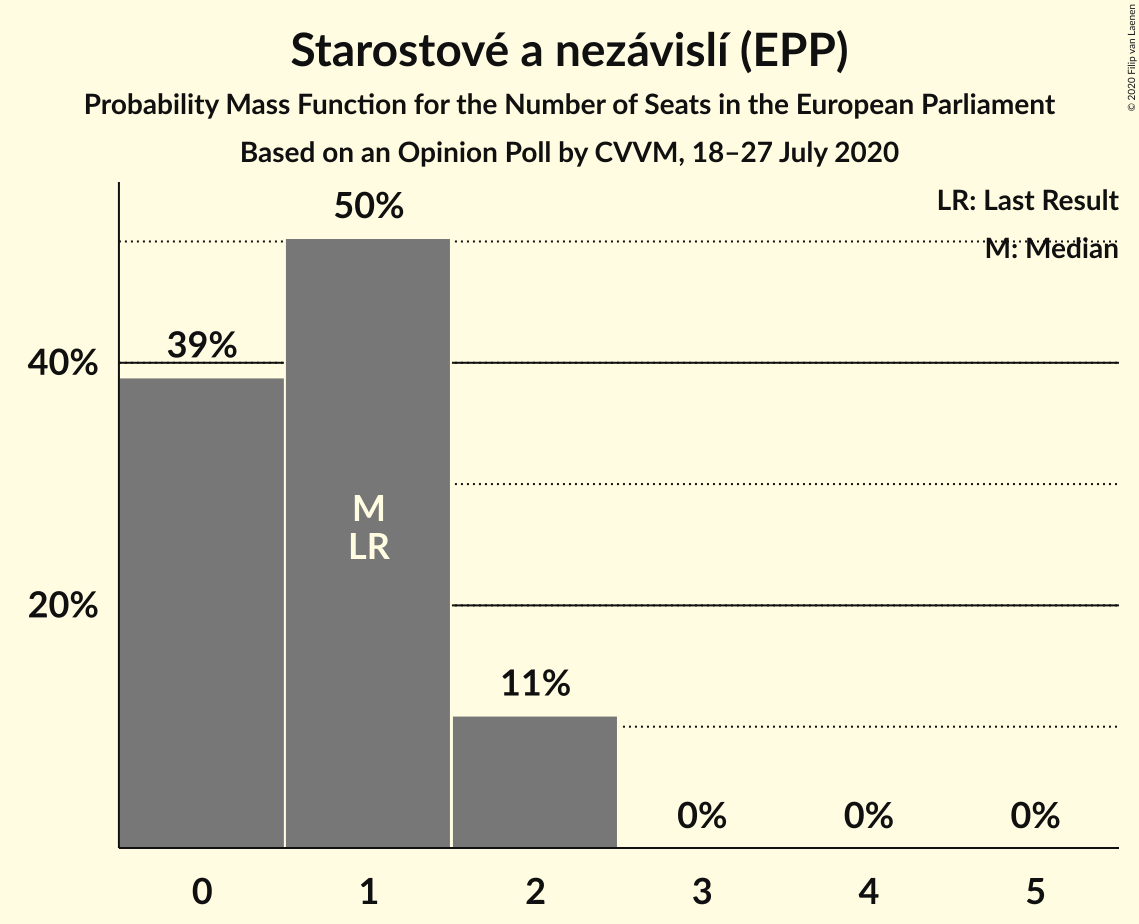 Starostové a nezávislí (EPP)
Probability Mass Function for the Number of Seats in the European Parliament
Based on an Opinion Poll by CVVM, 18–27 July 2020
© 2020 Filip van Laenen
LR: Last Result
M: Median
50%
39%
40%
M
LR
20%
11%
0% 0% 0%
0 1 2 3 4 5